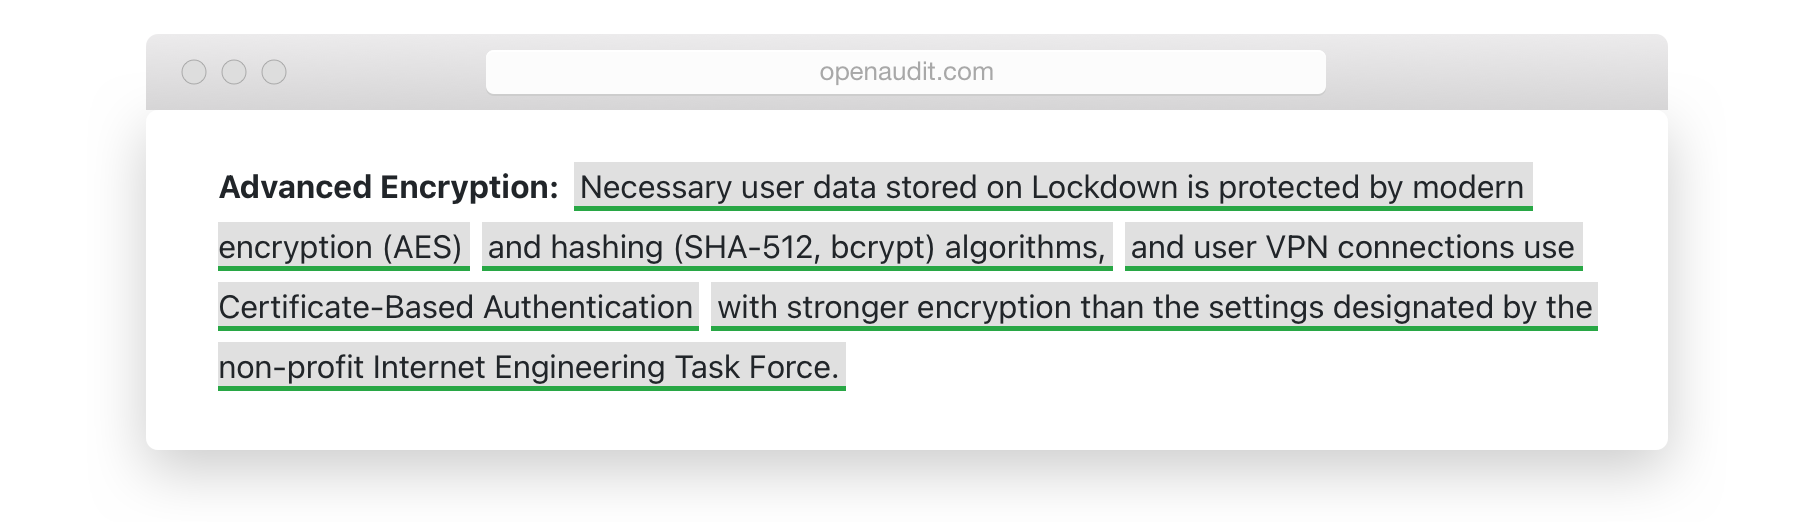 openaudit.com
Advanced Encryption: Necessary user data stored on Lockdown is protected by modern
encryption (AES) and hashing (SHA-512, bcrypt) algorithms, and user VPN connections use
Certificate-Based Authentication with stronger encryption than the settings designated by the
non-profit Internet Engineering Task Force.